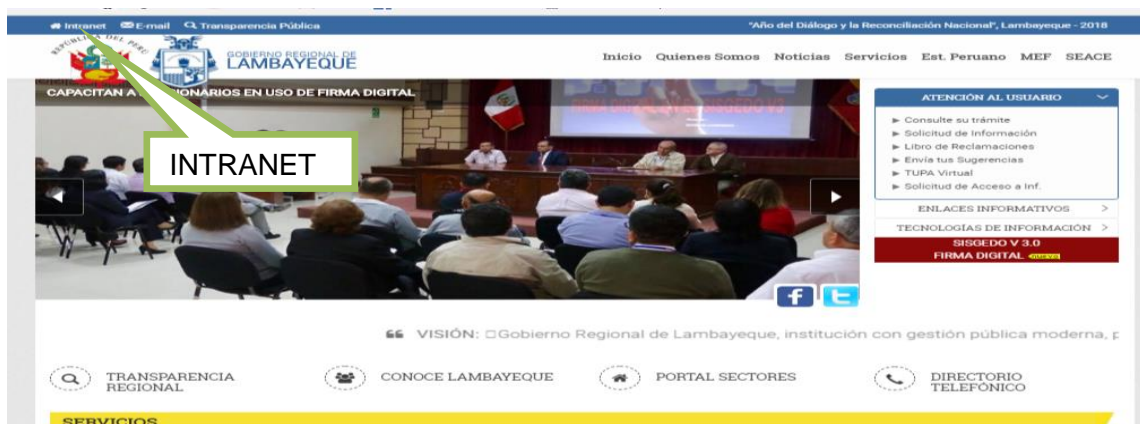 Intranet E-mail Transparencia Pública
"Año del Diálogo y la Reconciliación Nacional", Lambayeque - 2018
REPÚBLICA DEL PERÚ
GOBIERNO REGIONAL DE
LAMBAYEQUE
Inicio Quienes Somos Noticias Servicios Est. Peruano MEF SEACE
CAPACITAN A IONARIOS EN USO DE FIRMA DIGITAL
INTRANET
ATENCIÓN AL USUARIO
Consulte su trámite
Solicitud de Información
Libro de Reclamaciones
Envía tus Sugerencias
TUPA Virtual
Solicitud de Acceso a Inf.
ENLACES INFORMATIVOS >
TECNOLOGÍAS DE INFORMACIÓN >
SISGEDO V 3.0
FIRMA DIGITAL
VISIÓN: Gobierno Regional de Lambayeque, institución con gestión pública moderna, p
TRANSPARENCIA
REGIONAL
CONOCE LAMBAYEQUE
PORTAL SECTORES
DIRECTORIO
TELEFÓNICO
SERVICIOS